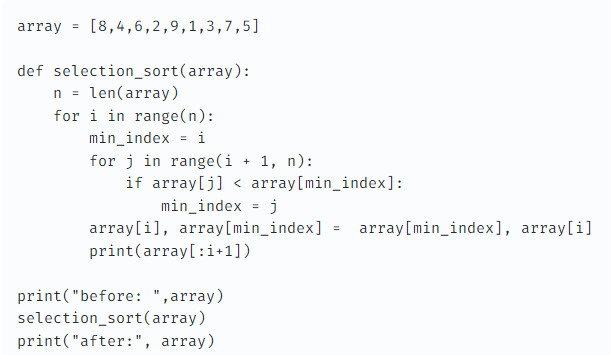 array = [8,4,6,2,9,1,3,7,5]

def selection_sort(array):
    n = len(array)
    for i in range(n):
        min_index = i
        for j in range(i + 1, n):
            if array[j] < array[min_index]:
                min_index = j
        array[i], array[min_index] =  array[min_index], array[i]
        print(array[:i+1])

print("before: ",array)
selection_sort(array)
print("after:", array)